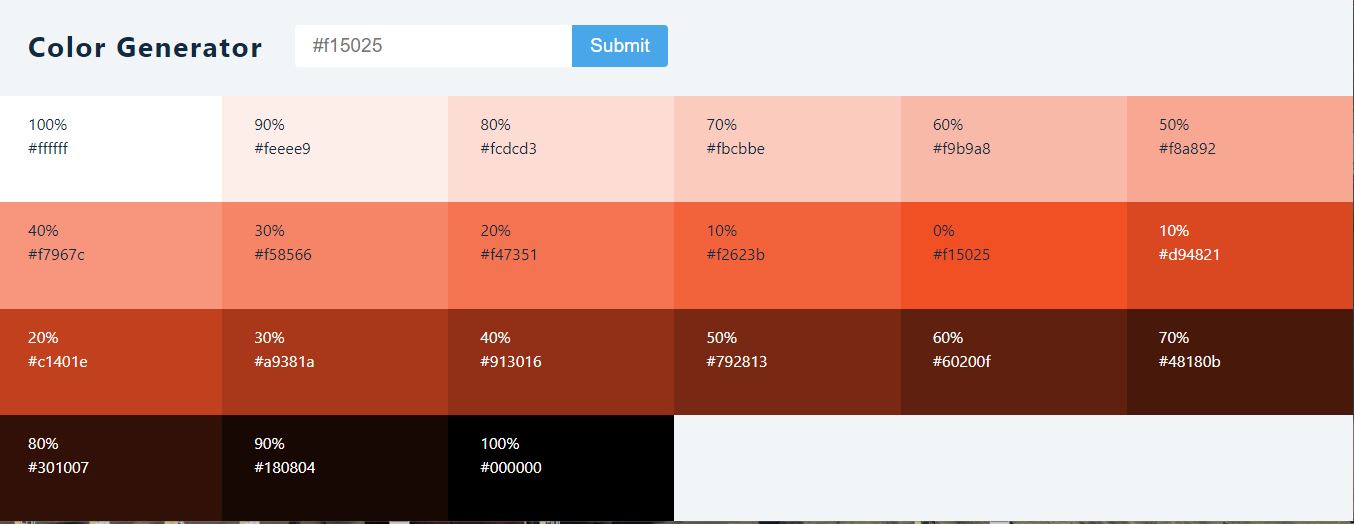 Color Generator
#f15025
Submit
100%
#ffffff
90%
#feeee9
80%
#fcdcd3
70%
#fbcbbe
60%
#f9b9a8
50%
#f8a892
40%
#f7967c
30%
#f58566
20%
#f47351
10%
#f2623b
0%
#f15025
10%
#d94821
20%
#c1401e
30%
#a9381a
40%
#913016
50%
#792813
60%
#60200f
70%
#48180b
80%
#301007
90%
#180804
100%
#000000